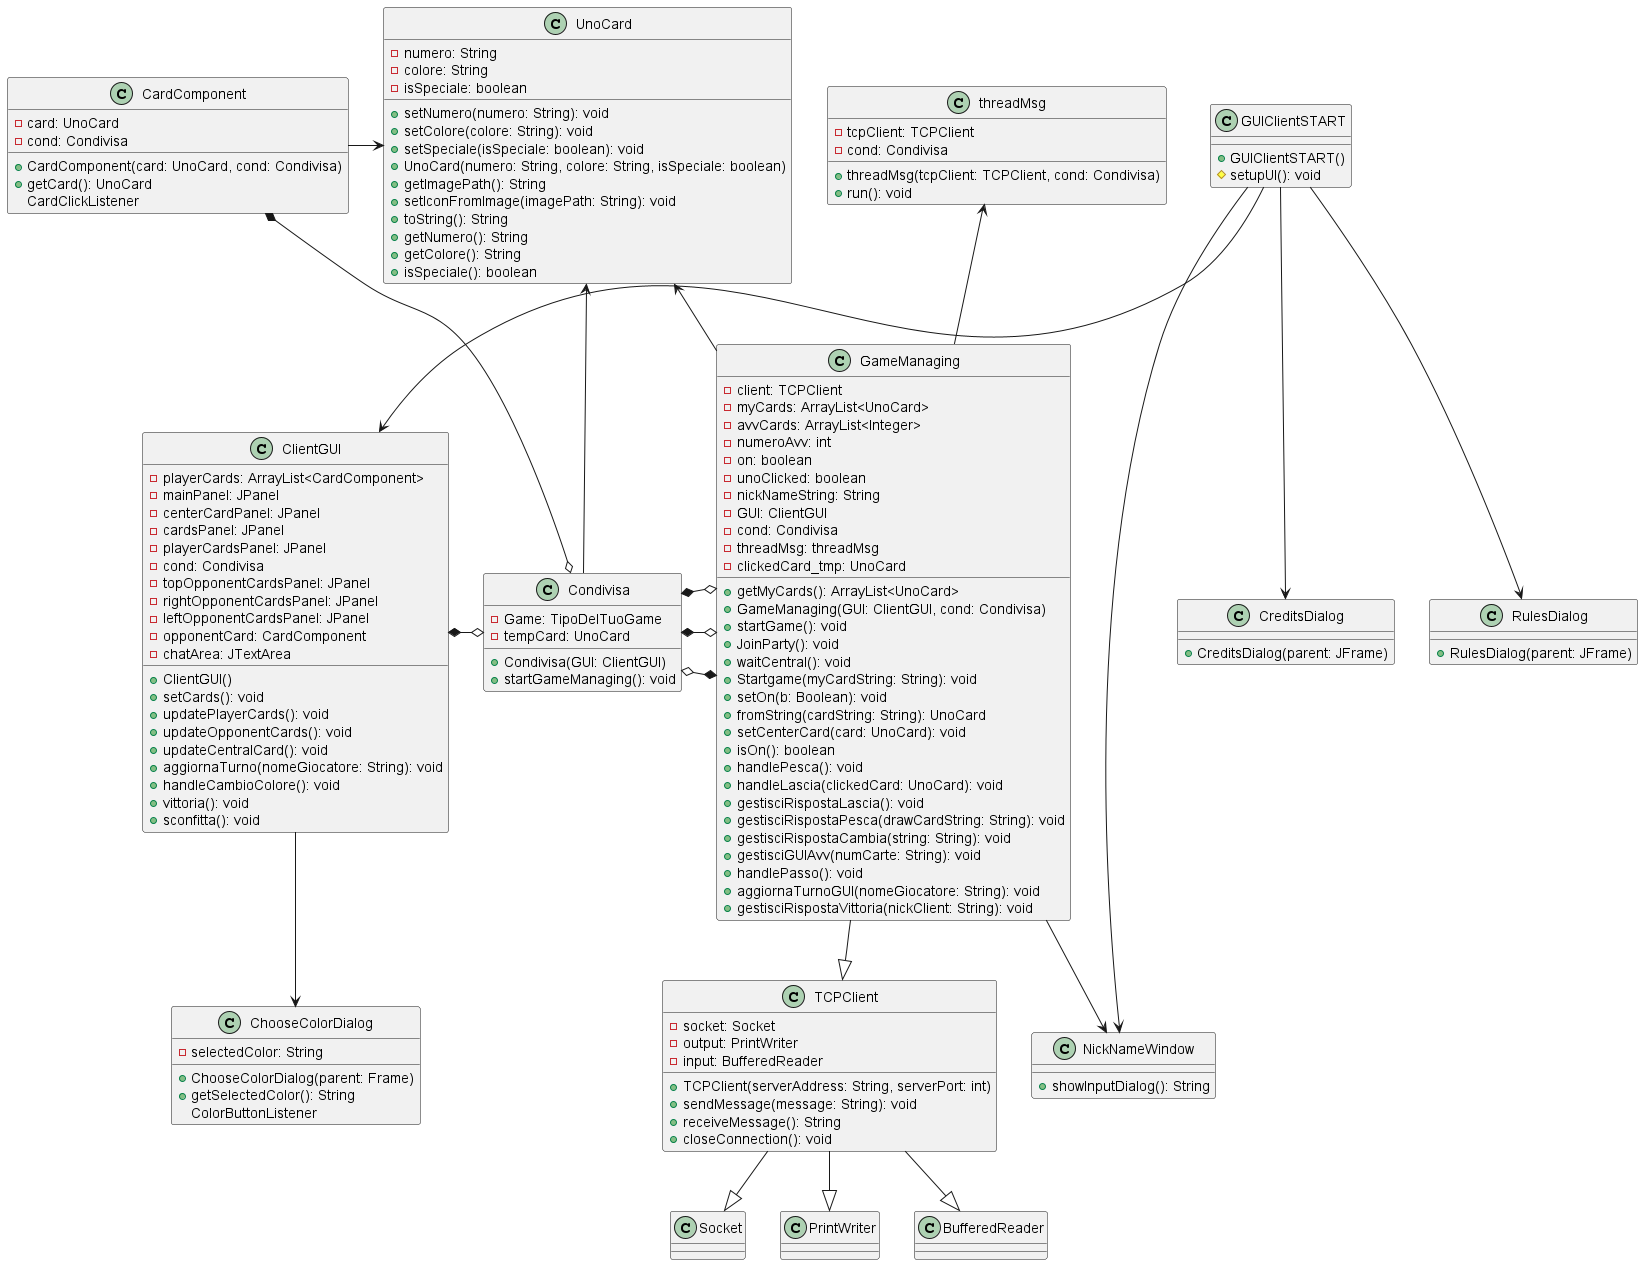 C UnoCard
numero: String
colore: String
isSpeciale: boolean
setNumero(numero: String): void
setColore(colore: String): void
setSpeciale(isSpeciale: boolean): void
UnoCard(numero: String, colore: String, isSpeciale: boolean)
getImagePath(): String
setIconFromImage(imagePath: String): void
toString(): String
getNumero(): String
getColore(): String
isSpeciale(): boolean
C CardComponent
card: UnoCard
cond: Condivisa
CardComponent(card: UnoCard, cond: Condivisa)
getCard(): UnoCard
CardClickListener
C threadMsg
tcpClient: TCPClient
cond: Condivisa
threadMsg(tcpClient: TCPClient, cond: Condivisa)
run(): void
C GUIClientSTART
GUIClientSTART()
setupUI(): void
C GameManaging
client: TCPClient
myCards: ArrayList<UnoCard>
avvCards: ArrayList<Integer>
numeroAvv: int
on: boolean
unoClicked: boolean
nickNameString: String
GUI: ClientGUI
cond: Condivisa
threadMsg: threadMsg
clickedCard_tmp: UnoCard
getMyCards(): ArrayList<UnoCard>
GameManaging(GUI: ClientGUI, cond: Condivisa)
startGame(): void
JoinParty(): void
waitCentral(): void
Startgame(myCardString: String): void
setOn(b: Boolean): void
fromString(cardString: String): UnoCard
setCenterCard(card: UnoCard): void
isOn(): boolean
handlePesca(): void
handleLascia(clickedCard: UnoCard): void
gestisciRispostaLascia(): void
gestisciRispostaPesca(drawCardString: String): void
gestisciRispostaCambia(string: String): void
gestisciGUIAvv(numCarte: String): void
handlePasso(): void
aggiornaTurnoGUI(nomeGiocatore: String): void
gestisciRispostaVittoria(nickClient: String): void
C ClientGUI
playerCards: ArrayList<CardComponent>
mainPanel: JPanel
centerCardPanel: JPanel
cardsPanel: JPanel
playerCardsPanel: JPanel
cond: Condivisa
topOpponentCardsPanel: JPanel
rightOpponentCardsPanel: JPanel
leftOpponentCardsPanel: JPanel
opponentCard: CardComponent
chatArea: JTextArea
ClientGUI()
setCards(): void
updatePlayerCards(): void
updateOpponentCards(): void
updateCentralCard(): void
aggiornaTurno(nomeGiocatore: String): void
handleCambioColore(): void
vittoria(): void
sconfitta(): void
C Condivisa
Game: TipoDelTuoGame
tempCard: UnoCard
Condivisa(GUI: ClientGUI)
startGameManaging(): void
C CreditsDialog
CreditsDialog(parent: JFrame)
C RulesDialog
RulesDialog(parent: JFrame)
C ChooseColorDialog
selectedColor: String
ChooseColorDialog(parent: Frame)
getSelectedColor(): String
ColorButtonListener
C TCPClient
socket: Socket
output: PrintWriter
input: BufferedReader
TCPClient(serverAddress: String, serverPort: int)
sendMessage(message: String): void
receiveMessage(): String
closeConnection(): void
C NickNameWindow
showInputDialog(): String
C Socket
C PrintWriter
C BufferedReader